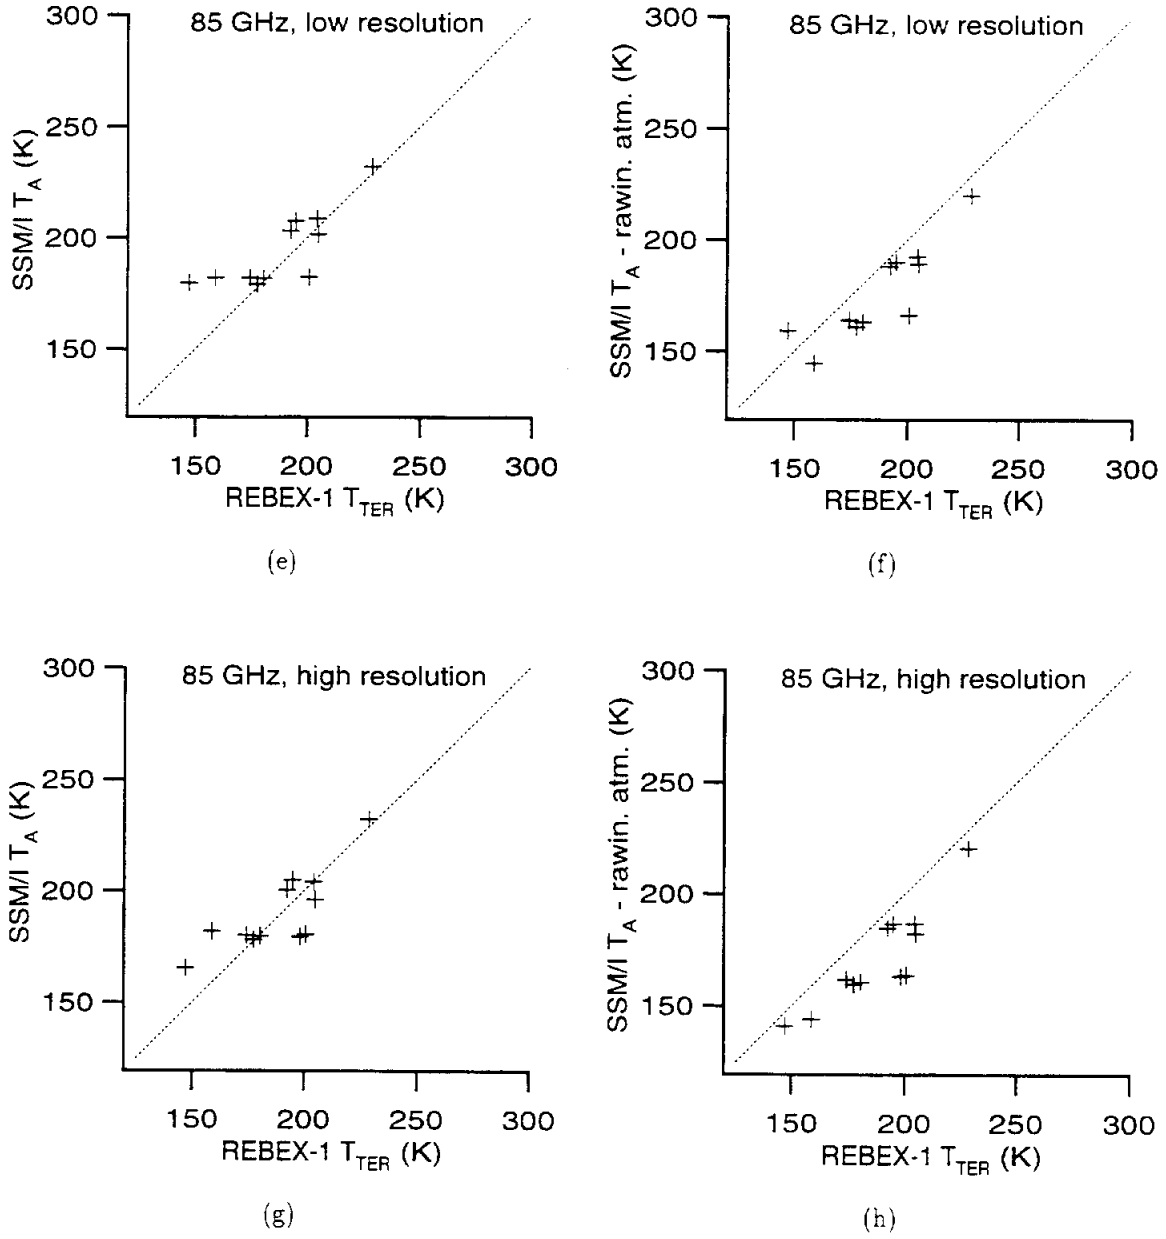 85 GHz, low resolution
300
250
200
150
SSM/I T_A (K)
150 200 250 300
REBEX-1 T_TER (K)
(e)
85 GHz, low resolution
300
250
200
150
SSM/I T_A - rawin. atm. (K)
150 200 250 300
REBEX-1 T_TER (K)
(f)
85 GHz, high resolution
300
250
200
150
SSM/I T_A (K)
150 200 250 300
REBEX-1 T_TER (K)
(g)
85 GHz, high resolution
300
250
200
150
SSM/I T_A - rawin. atm. (K)
150 200 250 300
REBEX-1 T_TER (K)
(h)